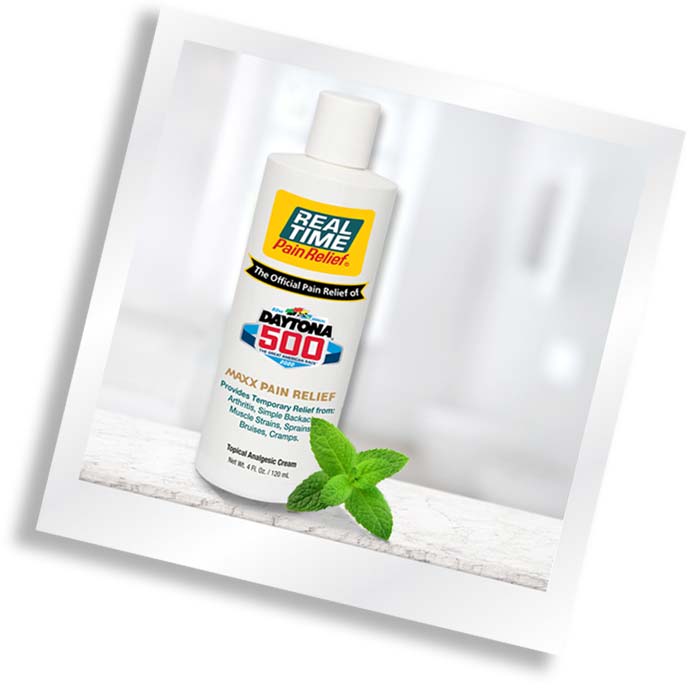 REAL
TIME
Pain Relief®
The Official Pain Relief of
ANNUAL
DAYTONA
500
THE GREAT AMERICAN RACE
MAXX PAIN RELIEF
Provides Temporary Relief from:
Arthritis, Simple
Muscle Strains, Sprains
Bruises, Cramps.
Topical Analgesic Cream
Net Wt. 4 Fl. Oz. / 120 mL